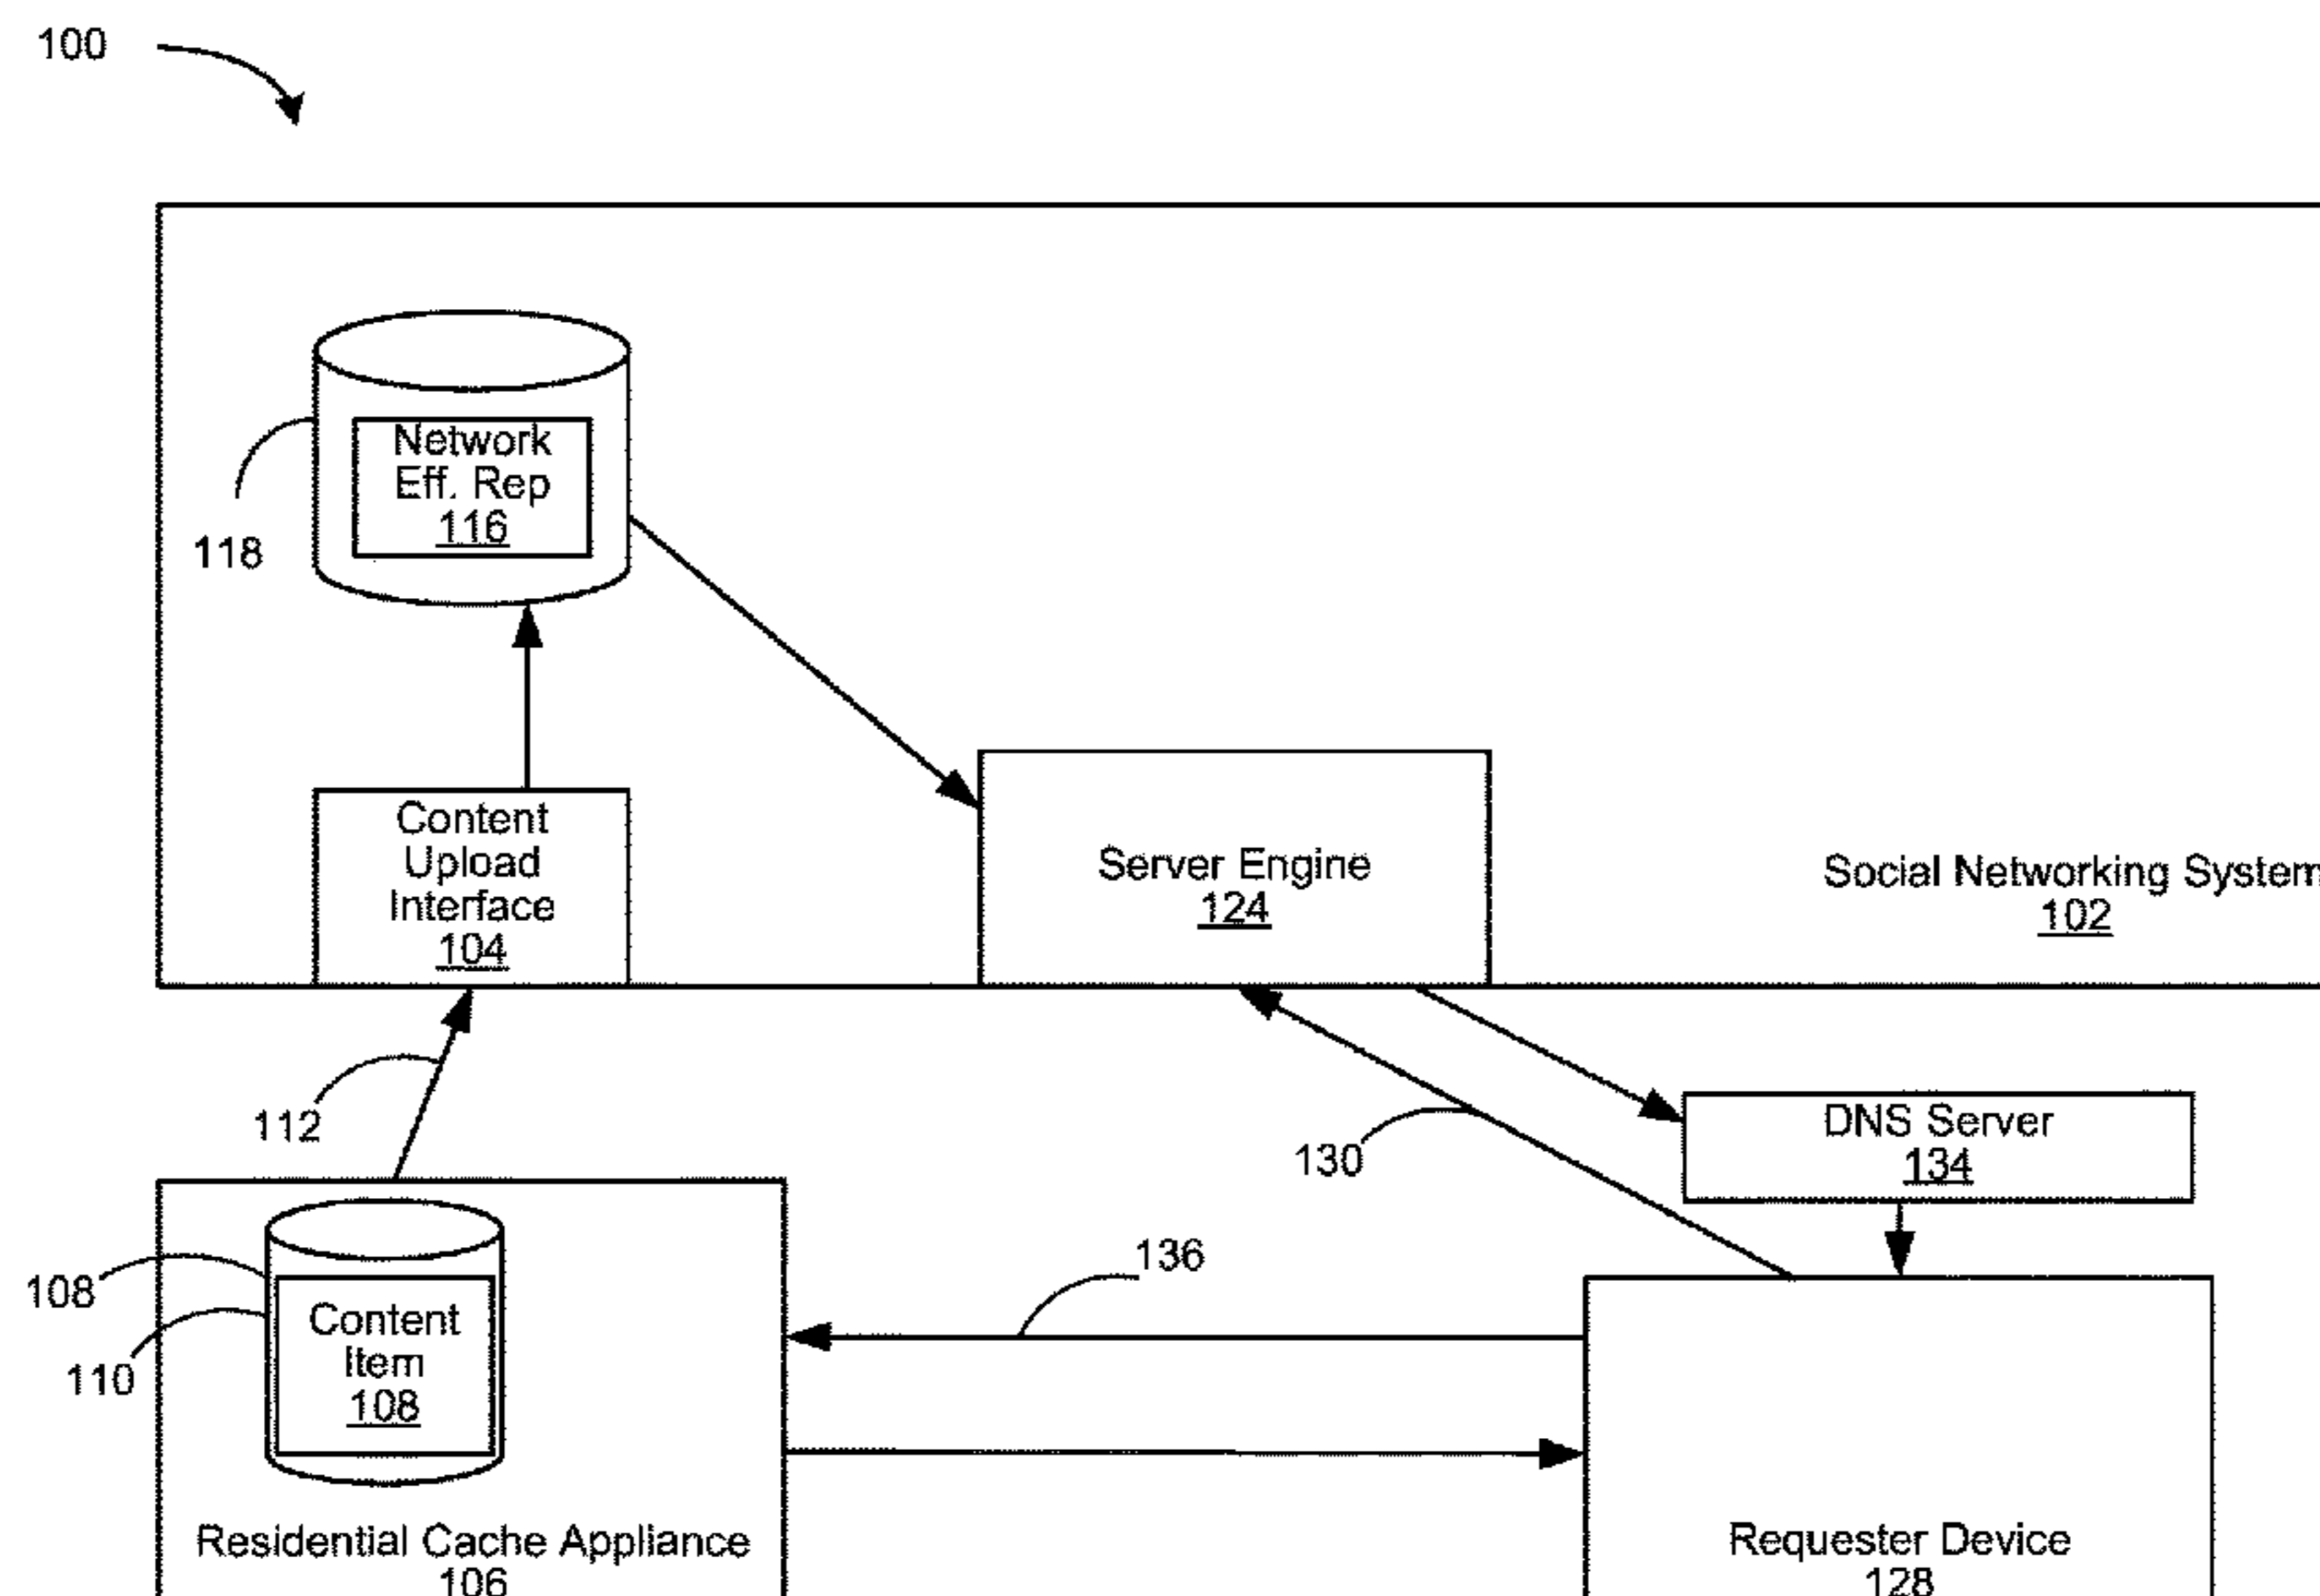 100
Network
Eff. Rep
116
118
Content
Upload
Interface
104
Server Engine
124
Social Networking System
102
112
130
DNS Server
134
136
108
110
Content
Item
108
Residential Cache Appliance
106
Requester Device
128